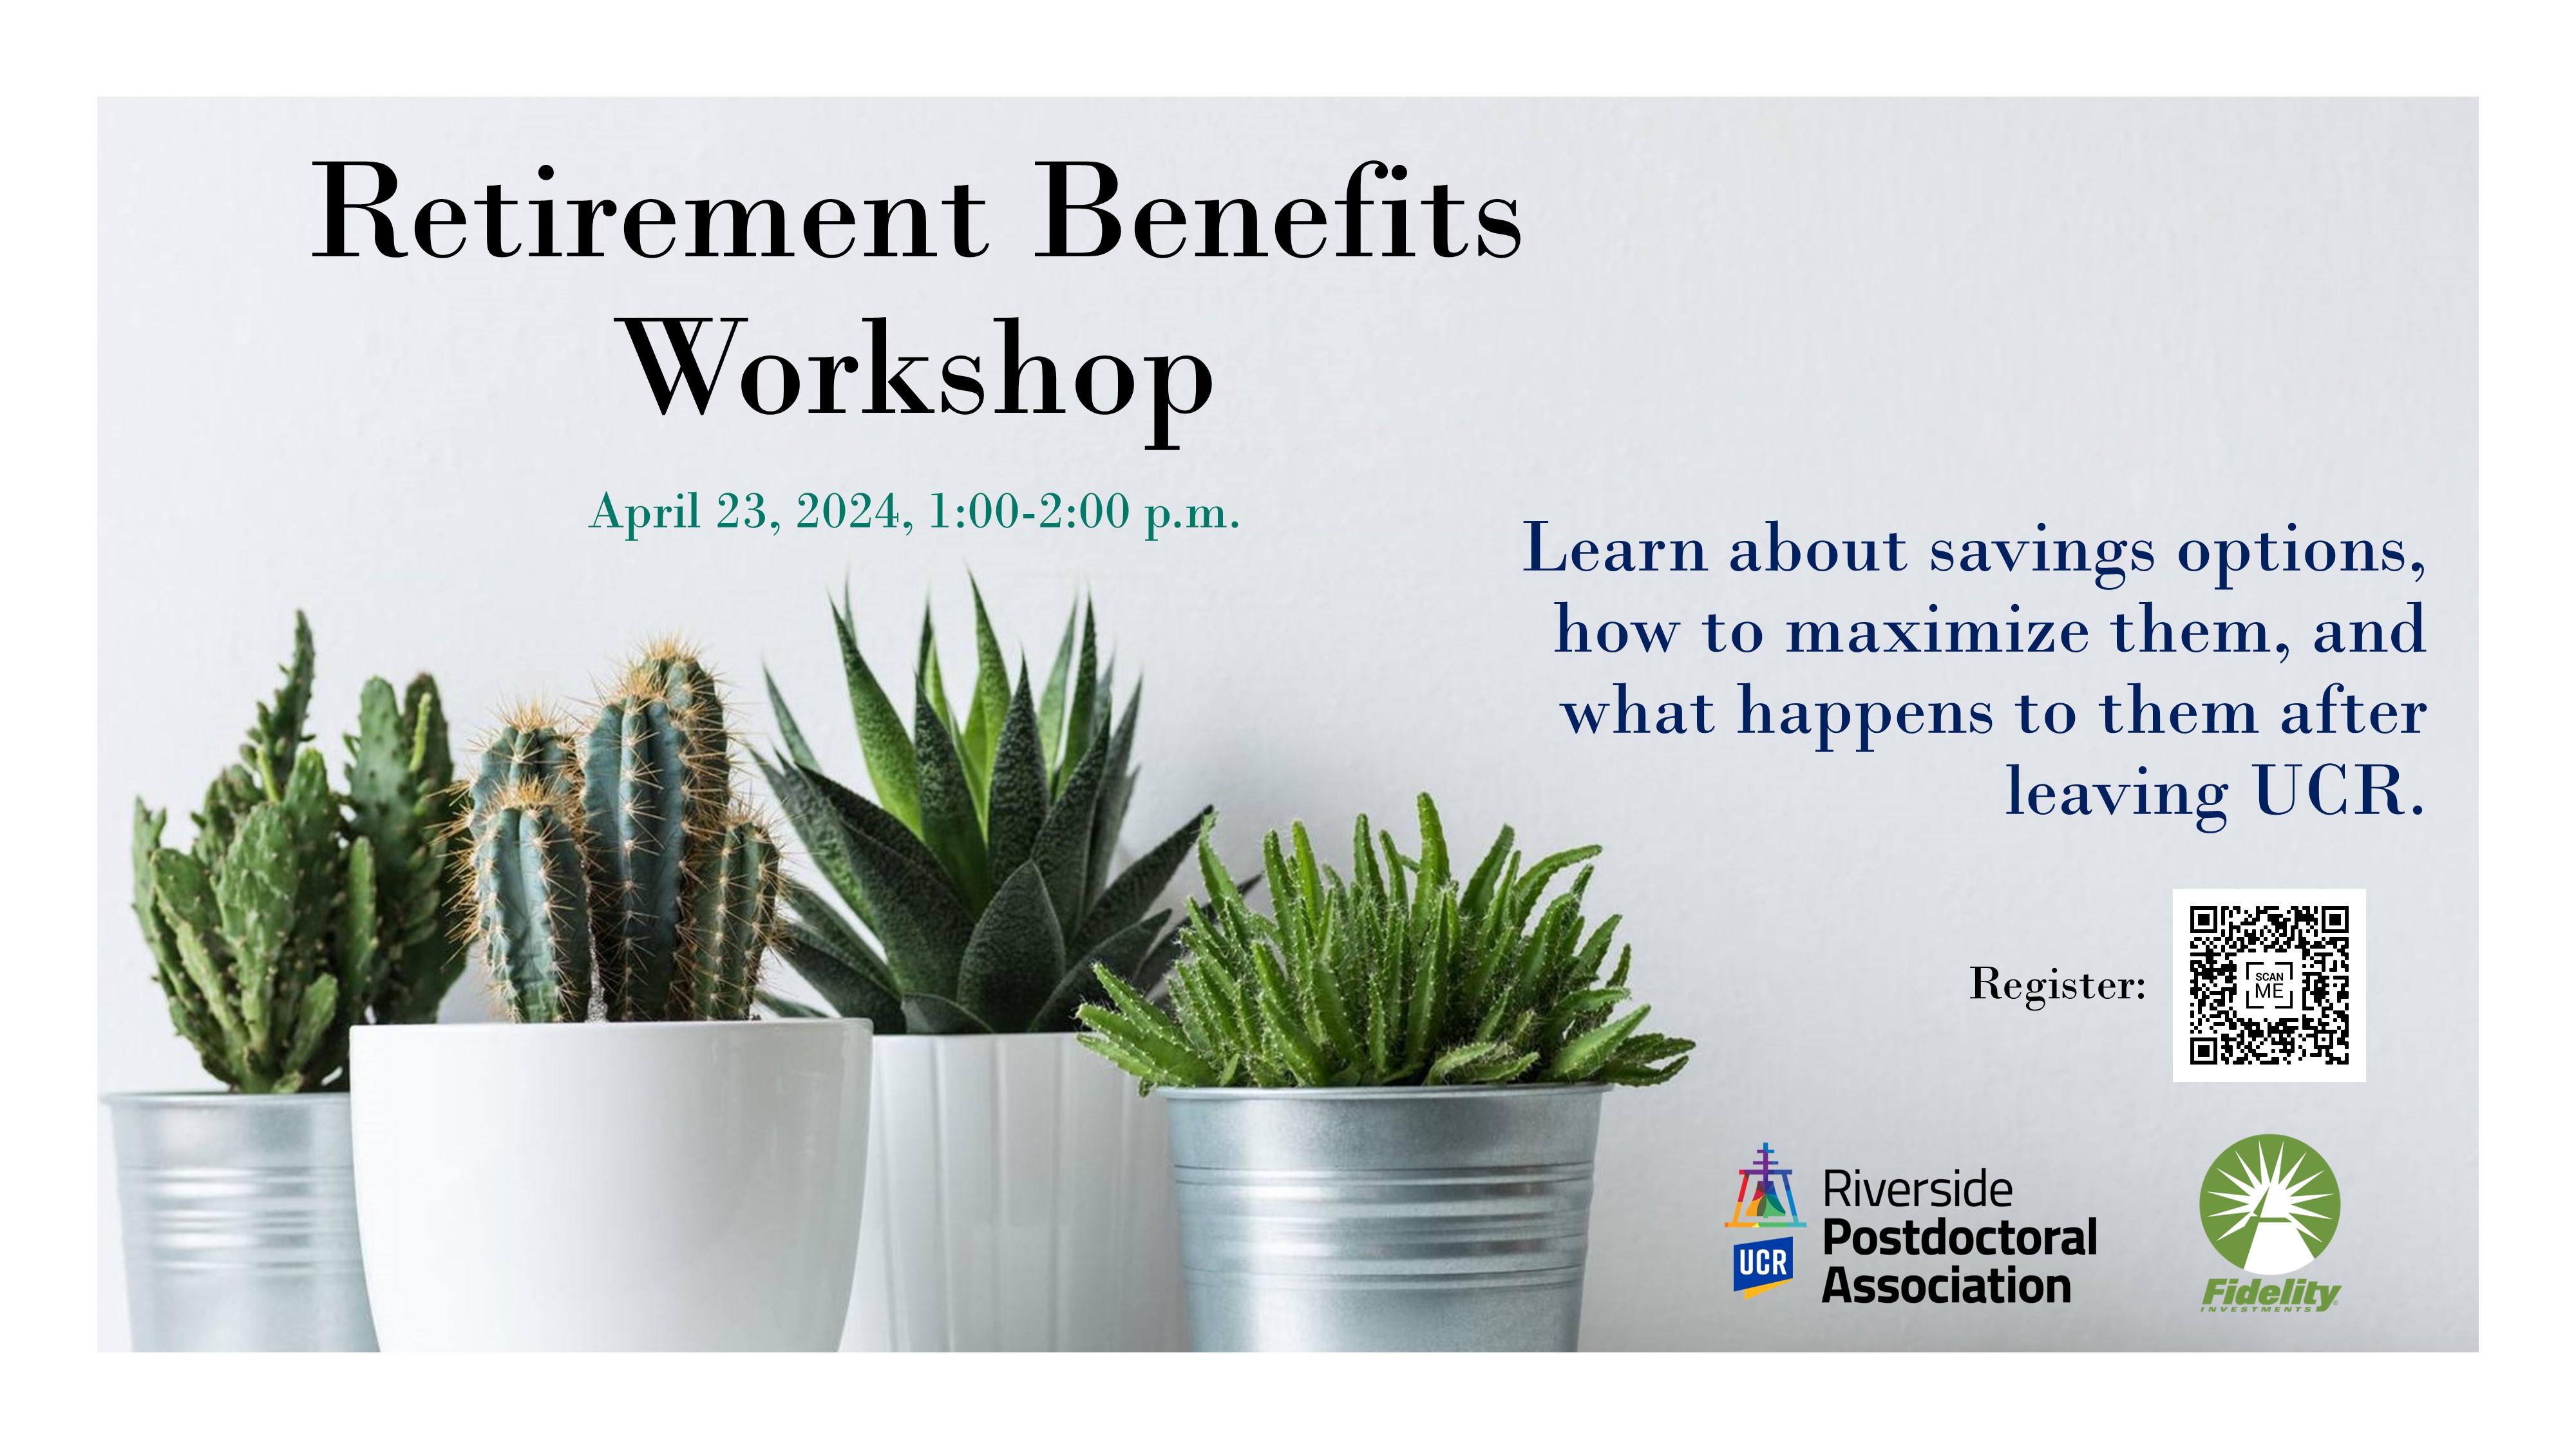 Retirement Benefits
Workshop
April 23, 2024, 1:00-2:00 p.m.
Learn about savings options,
how to maximize them, and
what happens to them after
leaving UCR.
Register:
SCAN
ME
Riverside
Postdoctoral
Association
UCR
Fidelity
INVESTMENTS